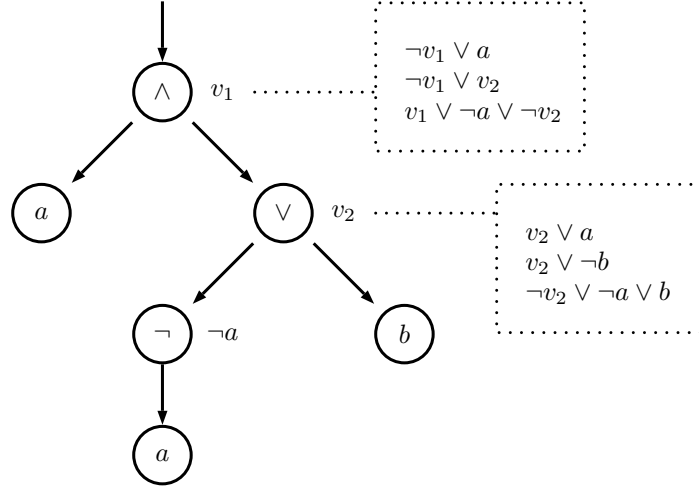 ¬v₁ ∨ a
¬v₁ ∨ v₂
v₁ ∨ ¬a ∨ ¬v₂
∧ v₁
a
∨ v₂
v₂ ∨ a
v₂ ∨ ¬b
¬v₂ ∨ ¬a ∨ b
¬ ¬a
b
a